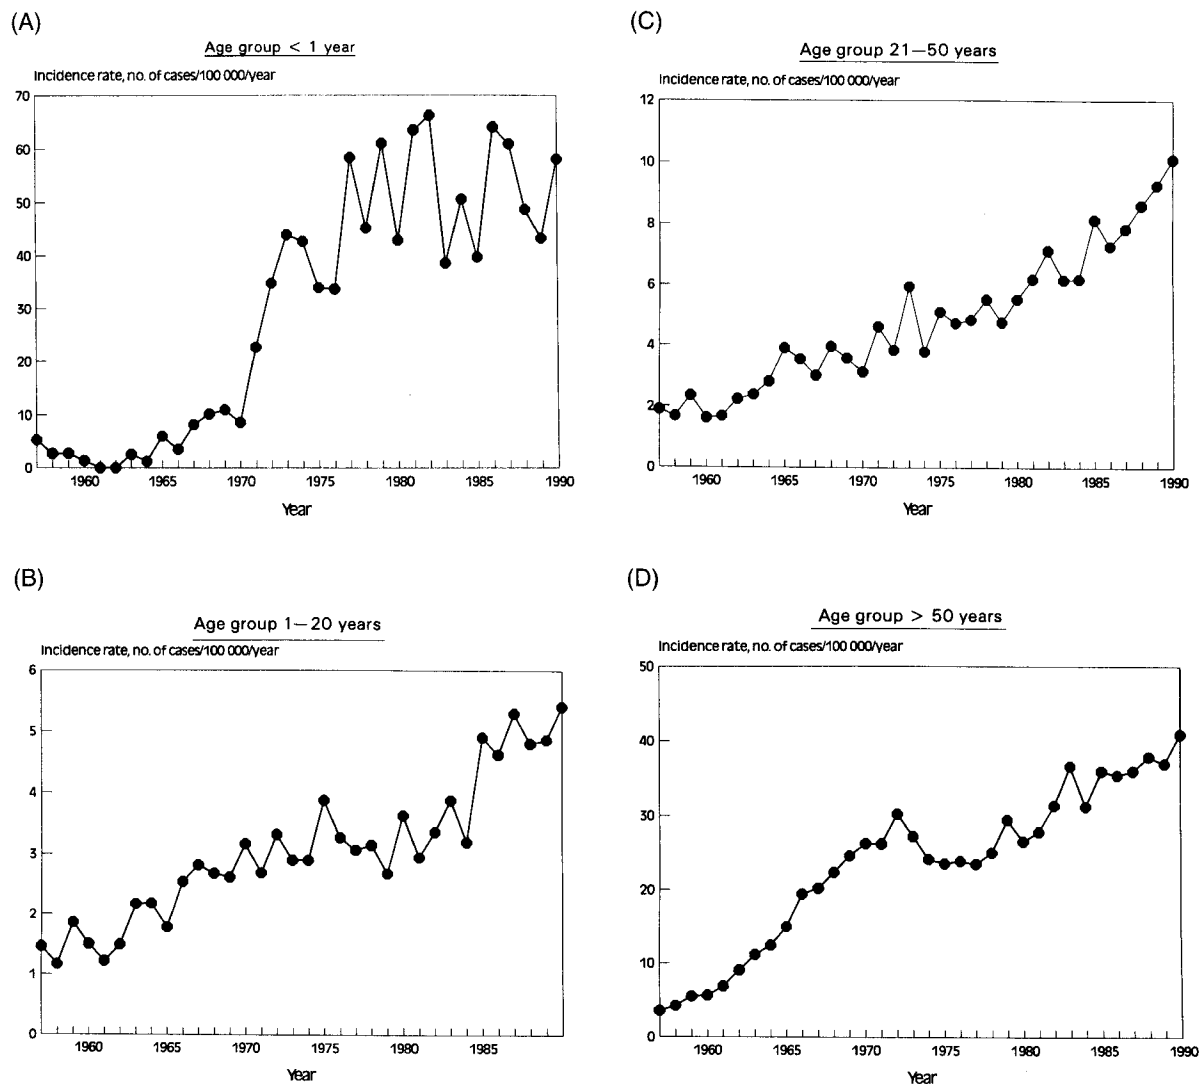 (A)
Age group < 1 year
Incidence rate, no. of cases/100 000/year
70
60
50
40
30
20
10
0
1960 1965 1970 1975 1980 1985 1990
Year
(C)
Age group 21—50 years
Incidence rate, no. of cases/100 000/year
12
10
8
6
4
2
0
1960 1965 1970 1975 1980 1985 1990
Year
(B)
Age group 1—20 years
Incidence rate, no. of cases/100 000/year
6
5
4
3
2
1
0
1960 1965 1970 1975 1980 1985
Year
(D)
Age group > 50 years
Incidence rate, no. of cases/100 000/year
50
40
30
20
10
0
1960 1965 1970 1975 1980 1985 1990
Year